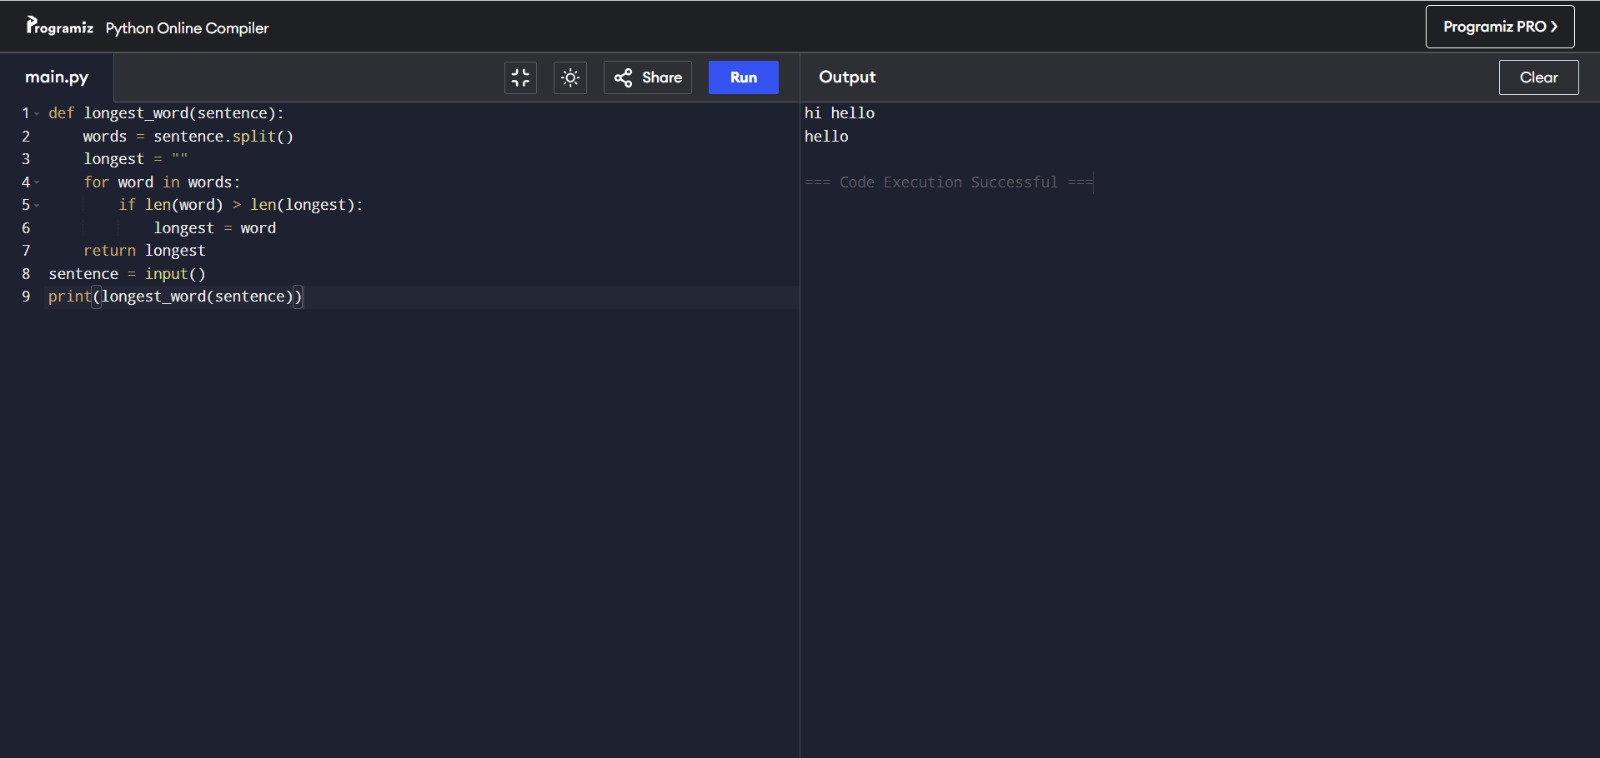 Programiz Python Online Compiler
Programiz PRO >
main.py
Share
Run
Output
Clear
1 def longest_word(sentence):
2     words = sentence.split()
3     longest = ""
4     for word in words:
5         if len(word) > len(longest):
6             longest = word
7     return longest
8 sentence = input()
9 print(longest_word(sentence))
hi hello
hello
=== Code Execution Successful ===